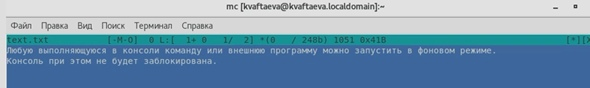 mc [kvaftaeva@kvaftaeva.localdomain]:~
Файл Правка Вид Поиск Терминал Справка
text.txt [-M-O] 0 L:[ 1+ 0 1/ 2] *(0 / 248b) 1051 0x41B [*][X
Любую выполняющуюся в консоли команду или внешнюю программу можно запустить в фоновом режиме.
Консоль при этом не будет заблокирована.